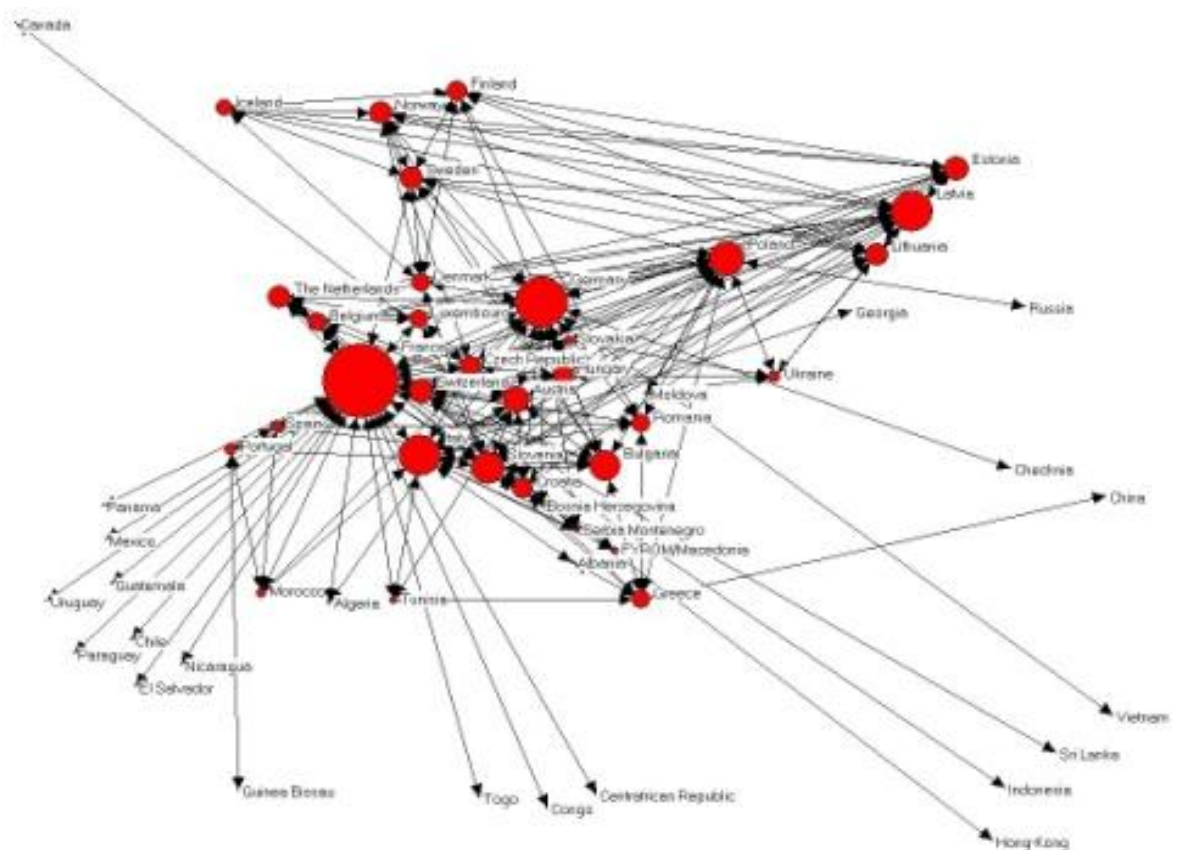 Canada
Finland
Iceland
Norway
Sweden
Estonia
Latvia
Lithuania
Poland
Denmark
Germany
The Netherlands
Luxembourg
Belgium
Georgia
Russia
Slovakia
France
Czech Republic
Hungary
Ukraine
Switzerland
Austria
Moldova
Romania
Spain
Portugal
Slovenia
Bulgaria
Chechnia
Croatia
China
Panama
Bosnia Herzegovina
Serbia Montenegro
Mexico
FYROM/Macedonia
Albania
Guatemala
Morocco
Algeria
Tunisia
Greece
Uruguay
Chile
Paraguay
Nicaragua
El Salvador
Vietnam
Sri Lanka
Guinea Bissau
Togo
Congo
Centrafrican Republic
Indonesia
Hong-Kong